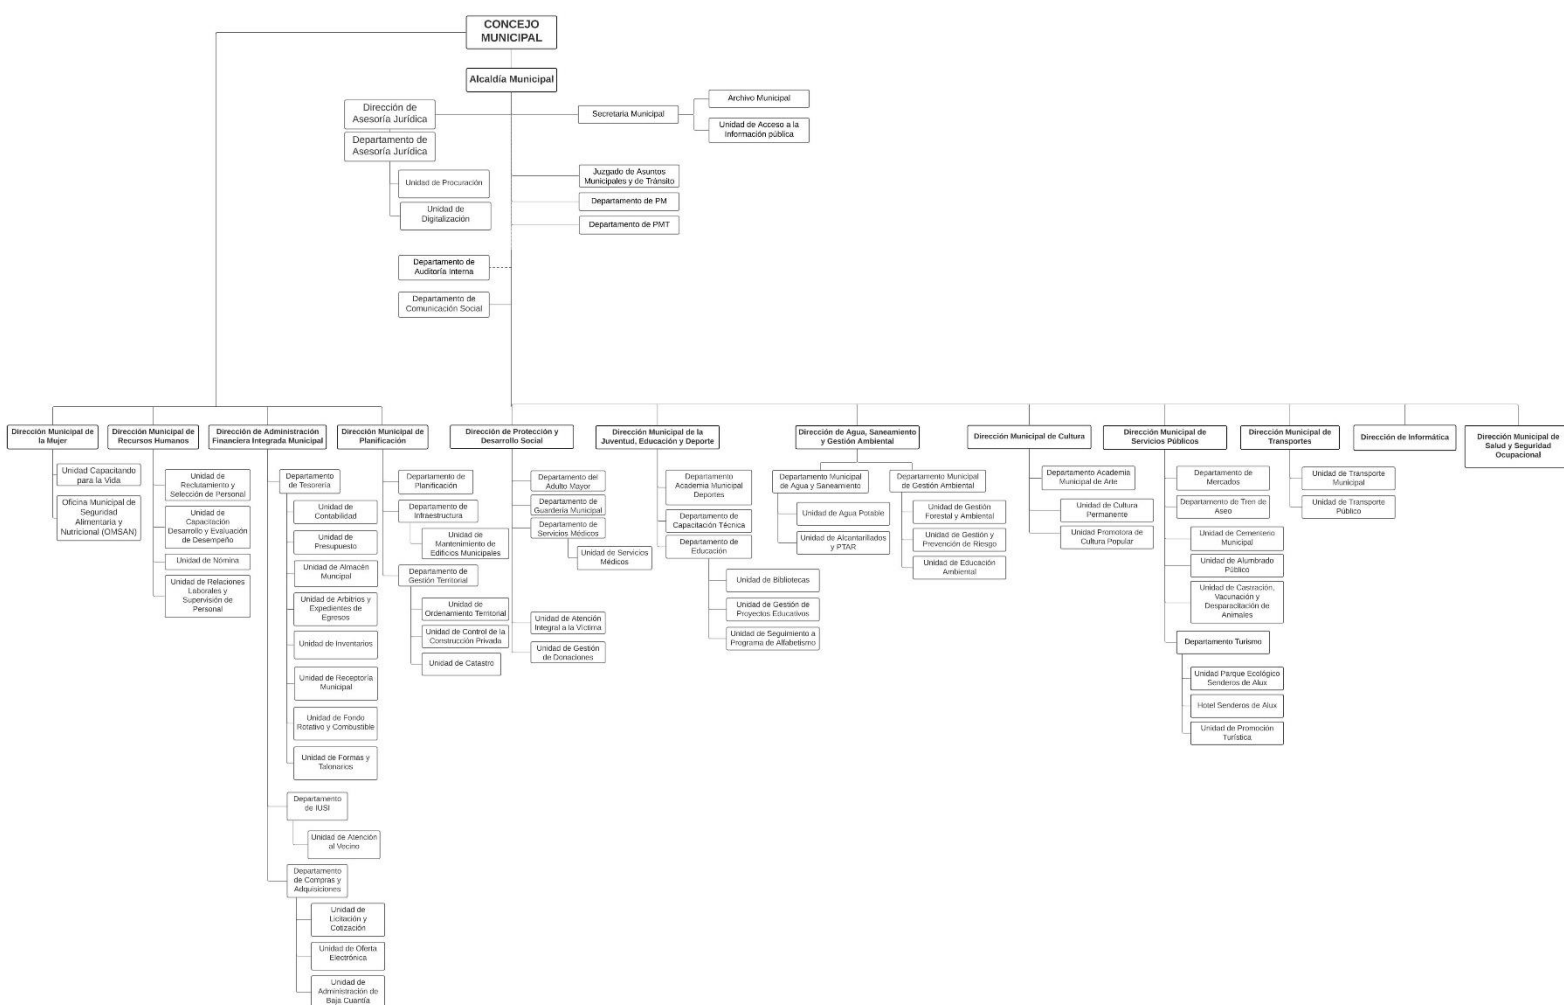 CONCEJO
MUNICIPAL
Alcaldía Municipal
Dirección de
Asesoría Jurídica
Departamento de
Asesoría Jurídica
Unidad de Procuración
Unidad de
Digitalización
Secretaria Municipal
Archivo Municipal
Unidad de Acceso a la
Información pública
Juzgado de Asuntos
Municipales y de Tránsito
Departamento de PM
Departamento de PMT
Departamento de
Auditoría Interna
Departamento de
Comunicación Social
Dirección Municipal de
la Mujer
Unidad Capacitando
para la Vida
Oficina Municipal de
Seguridad
Alimentaria y
Nutricional (OMSAN)
Dirección Municipal de
Recursos Humanos
Unidad de
Reclutamiento y
Selección de Personal
Unidad de
Capacitación
Desarrollo y Evaluación
de Desempeño
Unidad de Nómina
Unidad de Relaciones
Laborales y
Supervisión de
Personal
Dirección de Administración
Financiera Integrada Municipal
Departamento
de Tesorería
Unidad de
Contabilidad
Unidad de
Presupuesto
Unidad de Almacén
Municipal
Unidad de Arbitrios y
Expedientes de
Egresos
Unidad de Inventarios
Unidad de Receptoría
Municipal
Unidad de Fondo
Rotativo y Combustible
Unidad de Formas y
Talonarios
Departamento
de IUSI
Unidad de Atención
al Vecino
Departamento
de Compras y
Adquisiciones
Unidad de
Licitación y
Cotización
Unidad de Oferta
Electrónica
Unidad de
Administración de
Baja Cuantía
Dirección Municipal de
Planificación
Departamento de
Planificación
Departamento de
Infraestructura
Unidad de
Mantenimiento de
Edificios Municipales
Departamento de
Gestión Territorial
Unidad de
Ordenamiento Territorial
Unidad de Control de la
Construcción Privada
Unidad de Catastro
Dirección de Protección y
Desarrollo Social
Departamento del
Adulto Mayor
Departamento de
Guardería Municipal
Departamento de
Servicios Médicos
Unidad de Servicios
Médicos
Unidad de Atención
Integral a la Víctima
Unidad de Gestión
de Donaciones
Dirección Municipal de la
Juventud, Educación y Deporte
Departamento
Academia Municipal
Deportes
Departamento de
Capacitación Técnica
Departamento de
Educación
Unidad de Bibliotecas
Unidad de Gestión de
Proyectos Educativos
Unidad de Seguimiento a
Programa de Alfabetismo
Dirección de Agua, Saneamiento
y Gestión Ambiental
Departamento Municipal
de Agua y Saneamiento
Unidad de Agua Potable
Unidad de Alcantarillados
y PTAR
Departamento Municipal
de Gestión Ambiental
Unidad de Gestión
Forestal y Ambiental
Unidad de Gestión y
Prevención de Riesgo
Unidad de Educación
Ambiental
Dirección Municipal de Cultura
Departamento Academia
Municipal de Arte
Unidad de Cultura
Permanente
Unidad Promotora de
Cultura Popular
Dirección Municipal de
Servicios Públicos
Departamento de
Mercados
Departamento de Tren de
Aseo
Unidad de Cementerio
Municipal
Unidad de Alumbrado
Público
Unidad de Castración,
Vacunación y
Desparacitación de
Animales
Departamento Turismo
Unidad Parque Ecológico
Senderos de Alux
Hotel Senderos de Alux
Unidad de Promoción
Turística
Dirección Municipal de
Transportes
Unidad de Transporte
Municipal
Unidad de Transporte
Público
Dirección de Informática
Dirección Municipal de
Salud y Seguridad
Ocupacional